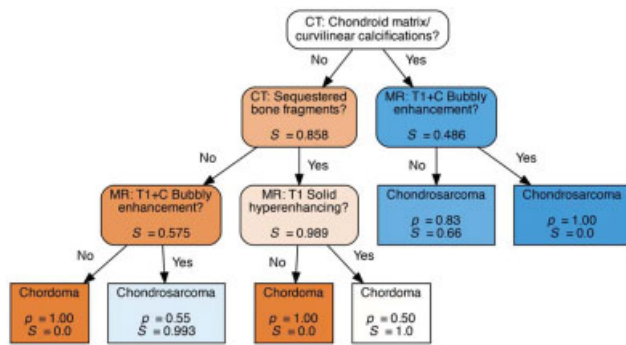 CT: Chondroid matrix/
curvilinear calcifications?
No
Yes
CT: Sequestered
bone fragments?
S = 0.858
MR: T1+C Bubbly
enhancement?
S = 0.486
No
Yes
No
Yes
MR: T1+C Bubbly
enhancement?
S = 0.575
MR: T1 Solid
hyperenhancing?
S = 0.989
Chondrosarcoma
p = 0.83
S = 0.66
Chondrosarcoma
p = 1.00
S = 0.0
No
Yes
No
Yes
Chordoma
p = 1.00
S = 0.0
Chondrosarcoma
p = 0.55
S = 0.993
Chordoma
p = 1.00
S = 0.0
Chordoma
p = 0.50
S = 1.0